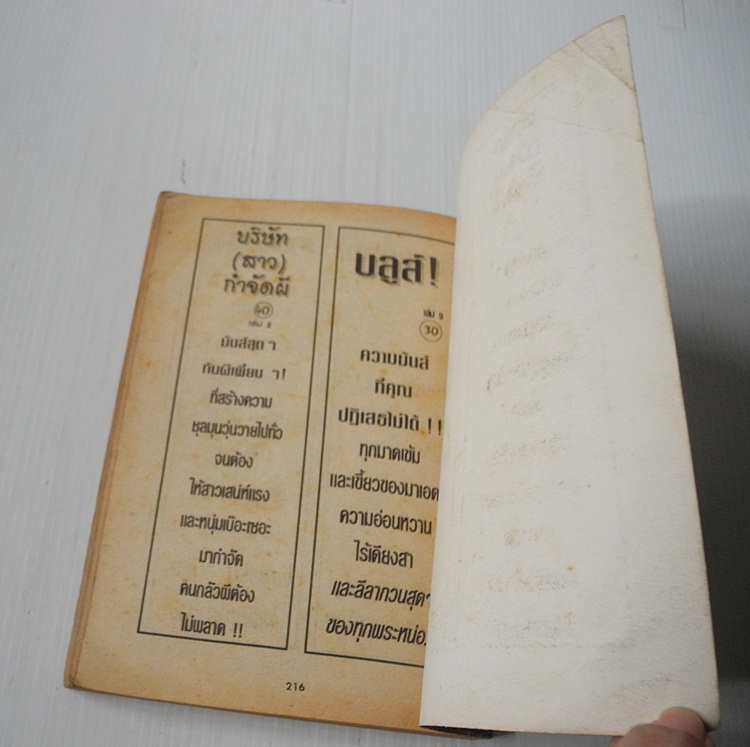 บริษัท
(สาว)
กำจัดผี
40
เล่ม ๕
มันส์สุด ๆ
กับผีเพี้ยน ๆ!
ที่สร้างความ
ชุลมุนวุ่นวายไปทั่ว
จนต้อง
ให้สาวเสน่ห์แรง
และหนุ่มเบ๊อะเซอะ
มากำจัด
คนกลัวผีต้อง
ไม่พลาด !!
บลูส์!
เล่ม ๑
30
ความมันส์
ที่คุณ
ปฏิเสธไม่ได้ !!
ทุกมาดเข้ม
และเขี้ยวของมาเอด
ความอ่อนหวาน
ไร้เดียงสา
และลีลากวนสุดๆ
ของทุกพระหน่อ
216